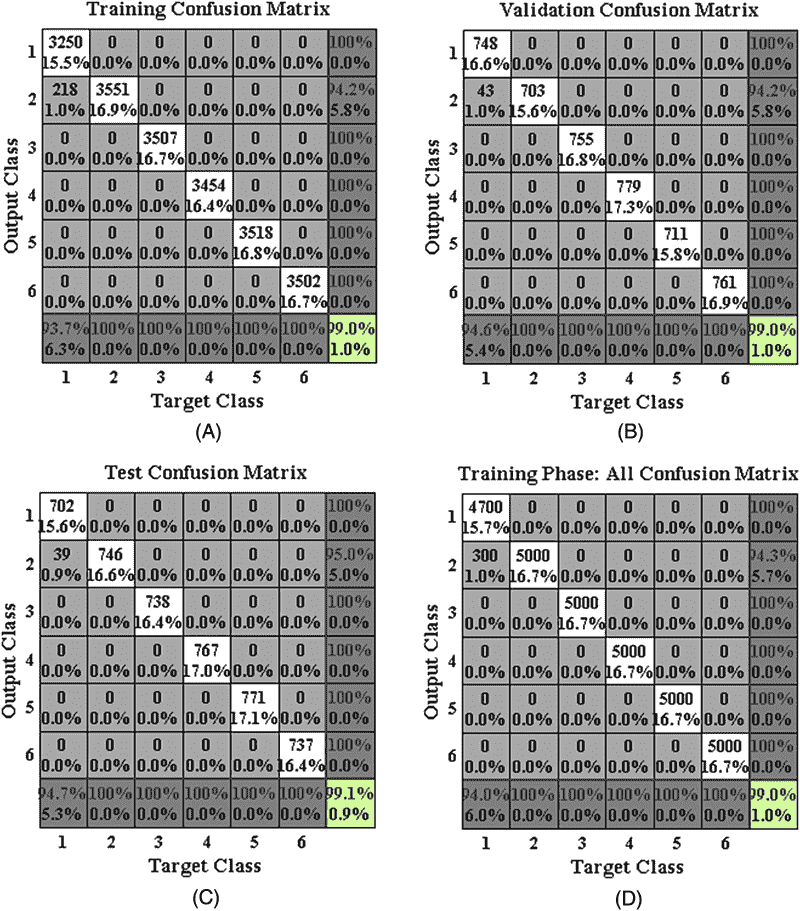 Training Confusion Matrix
1 3250 0 0 0 0 0 100%
15.5% 0.0% 0.0% 0.0% 0.0% 0.0% 0.0%
2 218 3551 0 0 0 0 94.2%
1.0% 16.9% 0.0% 0.0% 0.0% 0.0% 5.8%
3 0 0 3507 0 0 0 100%
0.0% 0.0% 16.7% 0.0% 0.0% 0.0% 0.0%
4 0 0 0 3454 0 0 100%
0.0% 0.0% 0.0% 16.4% 0.0% 0.0% 0.0%
5 0 0 0 0 3518 0 100%
0.0% 0.0% 0.0% 0.0% 16.8% 0.0% 0.0%
6 0 0 0 0 0 3502 100%
0.0% 0.0% 0.0% 0.0% 0.0% 16.7% 0.0%
93.7% 100% 100% 100% 100% 100% 99.0%
6.3% 0.0% 0.0% 0.0% 0.0% 0.0% 1.0%
1 2 3 4 5 6
Output Class
Target Class
(A)
Validation Confusion Matrix
1 748 0 0 0 0 0 100%
16.6% 0.0% 0.0% 0.0% 0.0% 0.0% 0.0%
2 43 703 0 0 0 0 94.2%
1.0% 15.6% 0.0% 0.0% 0.0% 0.0% 5.8%
3 0 0 755 0 0 0 100%
0.0% 0.0% 16.8% 0.0% 0.0% 0.0% 0.0%
4 0 0 0 779 0 0 100%
0.0% 0.0% 0.0% 17.3% 0.0% 0.0% 0.0%
5 0 0 0 0 711 0 100%
0.0% 0.0% 0.0% 0.0% 15.8% 0.0% 0.0%
6 0 0 0 0 0 761 100%
0.0% 0.0% 0.0% 0.0% 0.0% 16.9% 0.0%
94.6% 100% 100% 100% 100% 100% 99.0%
5.4% 0.0% 0.0% 0.0% 0.0% 0.0% 1.0%
1 2 3 4 5 6
Output Class
Target Class
(B)
Test Confusion Matrix
1 702 0 0 0 0 0 100%
15.6% 0.0% 0.0% 0.0% 0.0% 0.0% 0.0%
2 39 746 0 0 0 0 95.0%
0.9% 16.6% 0.0% 0.0% 0.0% 0.0% 5.0%
3 0 0 738 0 0 0 100%
0.0% 0.0% 16.4% 0.0% 0.0% 0.0% 0.0%
4 0 0 0 767 0 0 100%
0.0% 0.0% 0.0% 17.0% 0.0% 0.0% 0.0%
5 0 0 0 0 771 0 100%
0.0% 0.0% 0.0% 0.0% 17.1% 0.0% 0.0%
6 0 0 0 0 0 737 100%
0.0% 0.0% 0.0% 0.0% 0.0% 16.4% 0.0%
94.7% 100% 100% 100% 100% 100% 99.1%
5.3% 0.0% 0.0% 0.0% 0.0% 0.0% 0.9%
1 2 3 4 5 6
Output Class
Target Class
(C)
Training Phase: All Confusion Matrix
1 4700 0 0 0 0 0 100%
15.7% 0.0% 0.0% 0.0% 0.0% 0.0% 0.0%
2 300 5000 0 0 0 0 94.3%
1.0% 16.7% 0.0% 0.0% 0.0% 0.0% 5.7%
3 0 0 5000 0 0 0 100%
0.0% 0.0% 16.7% 0.0% 0.0% 0.0% 0.0%
4 0 0 0 5000 0 0 100%
0.0% 0.0% 0.0% 16.7% 0.0% 0.0% 0.0%
5 0 0 0 0 5000 0 100%
0.0% 0.0% 0.0% 0.0% 16.7% 0.0% 0.0%
6 0 0 0 0 0 5000 100%
0.0% 0.0% 0.0% 0.0% 0.0% 16.7% 0.0%
94.0% 100% 100% 100% 100% 100% 99.0%
6.0% 0.0% 0.0% 0.0% 0.0% 0.0% 1.0%
1 2 3 4 5 6
Output Class
Target Class
(D)